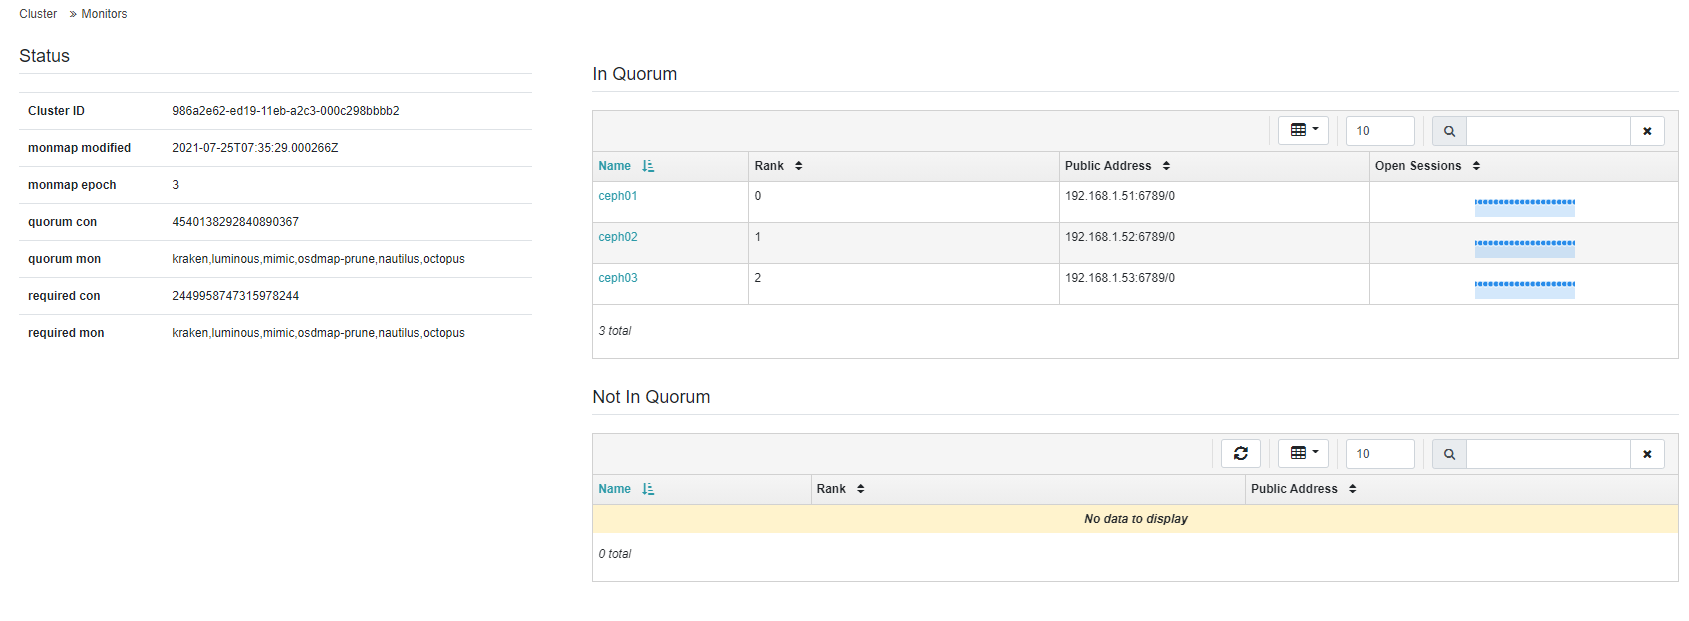 Cluster » Monitors
Status
Cluster ID 986a2e62-ed19-11eb-a2c3-000c298bbbb2
monmap modified 2021-07-25T07:35:29.000266Z
monmap epoch 3
quorum con 4540138292840890367
quorum mon kraken,luminous,mimic,osdmap-prune,nautilus,octopus
required con 2449958747315978244
required mon kraken,luminous,mimic,osdmap-prune,nautilus,octopus
In Quorum
10
Name Rank Public Address Open Sessions
ceph01 0 192.168.1.51:6789/0
ceph02 1 192.168.1.52:6789/0
ceph03 2 192.168.1.53:6789/0
3 total
Not In Quorum
10
Name Rank Public Address
No data to display
0 total